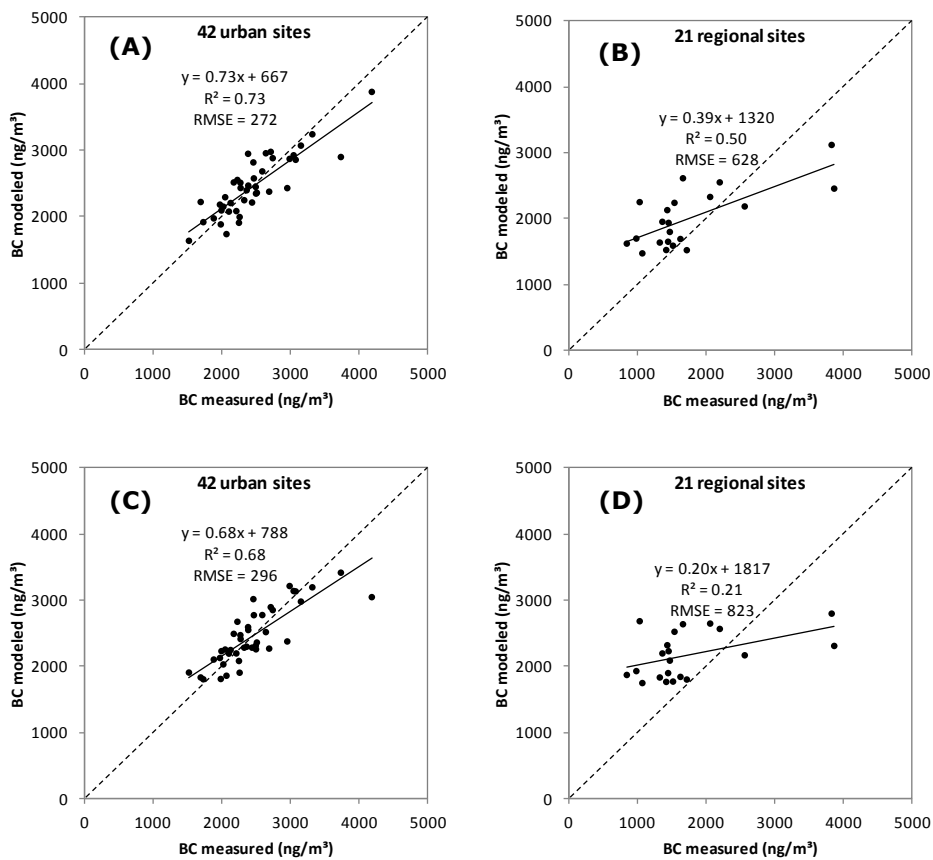 (A)
42 urban sites
y = 0.73x + 667
R² = 0.73
RMSE = 272
BC modeled (ng/m³)
5000
4000
3000
2000
1000
0
0 1000 2000 3000 4000 5000
BC measured (ng/m³)
(B)
21 regional sites
y = 0.39x + 1320
R² = 0.50
RMSE = 628
BC modeled (ng/m³)
5000
4000
3000
2000
1000
0
0 1000 2000 3000 4000 5000
BC measured (ng/m³)
(C)
42 urban sites
y = 0.68x + 788
R² = 0.68
RMSE = 296
BC modeled (ng/m³)
5000
4000
3000
2000
1000
0
0 1000 2000 3000 4000 5000
BC measured (ng/m³)
(D)
21 regional sites
y = 0.20x + 1817
R² = 0.21
RMSE = 823
BC modeled (ng/m³)
5000
4000
3000
2000
1000
0
0 1000 2000 3000 4000 5000
BC measured (ng/m³)